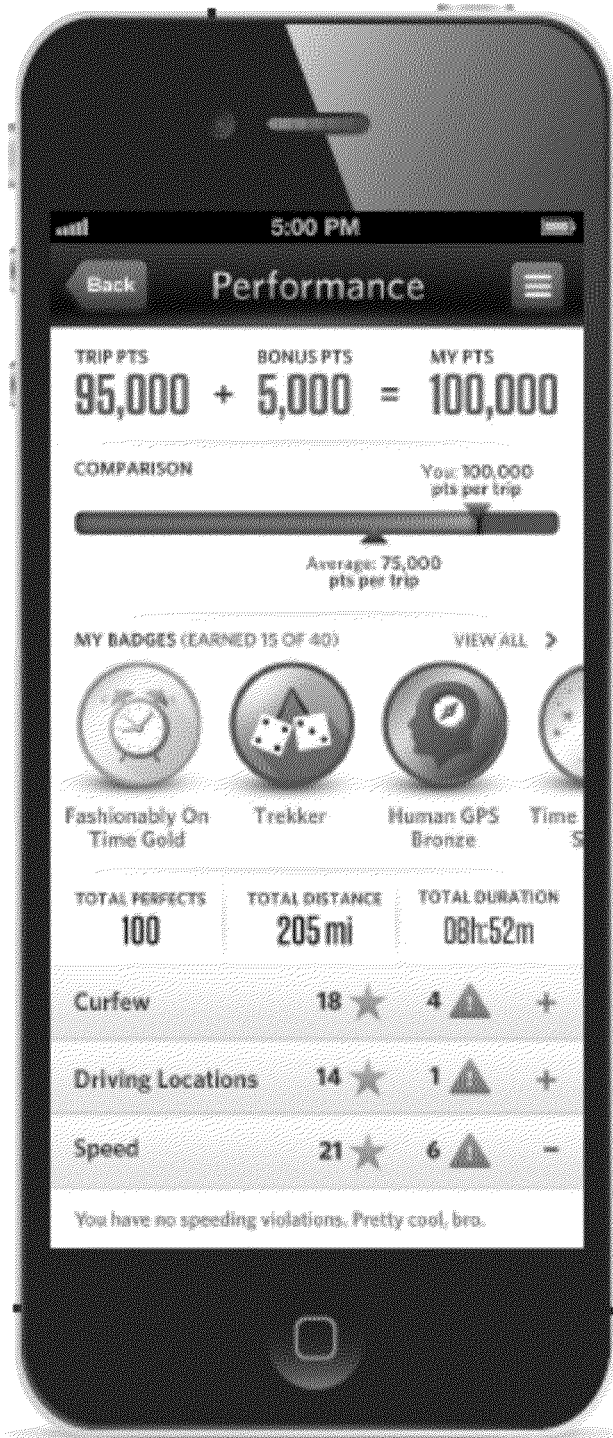 5:00 PM
Back
Performance
TRIP PTS BONUS PTS MY PTS
95,000 + 5,000 = 100,000
COMPARISON
You: 100,000
pts per trip
Average: 75,000
pts per trip
MY BADGES (EARNED 15 OF 40) VIEW ALL >
Fashionably On
Time Gold
Trekker
Human GPS
Bronze
Time
S
TOTAL PERFECTS TOTAL DISTANCE TOTAL DURATION
100 205 mi 08h:52m
Curfew 18 4 +
Driving Locations 14 1 +
Speed 21 6 -
You have no speeding violations. Pretty cool, bro.